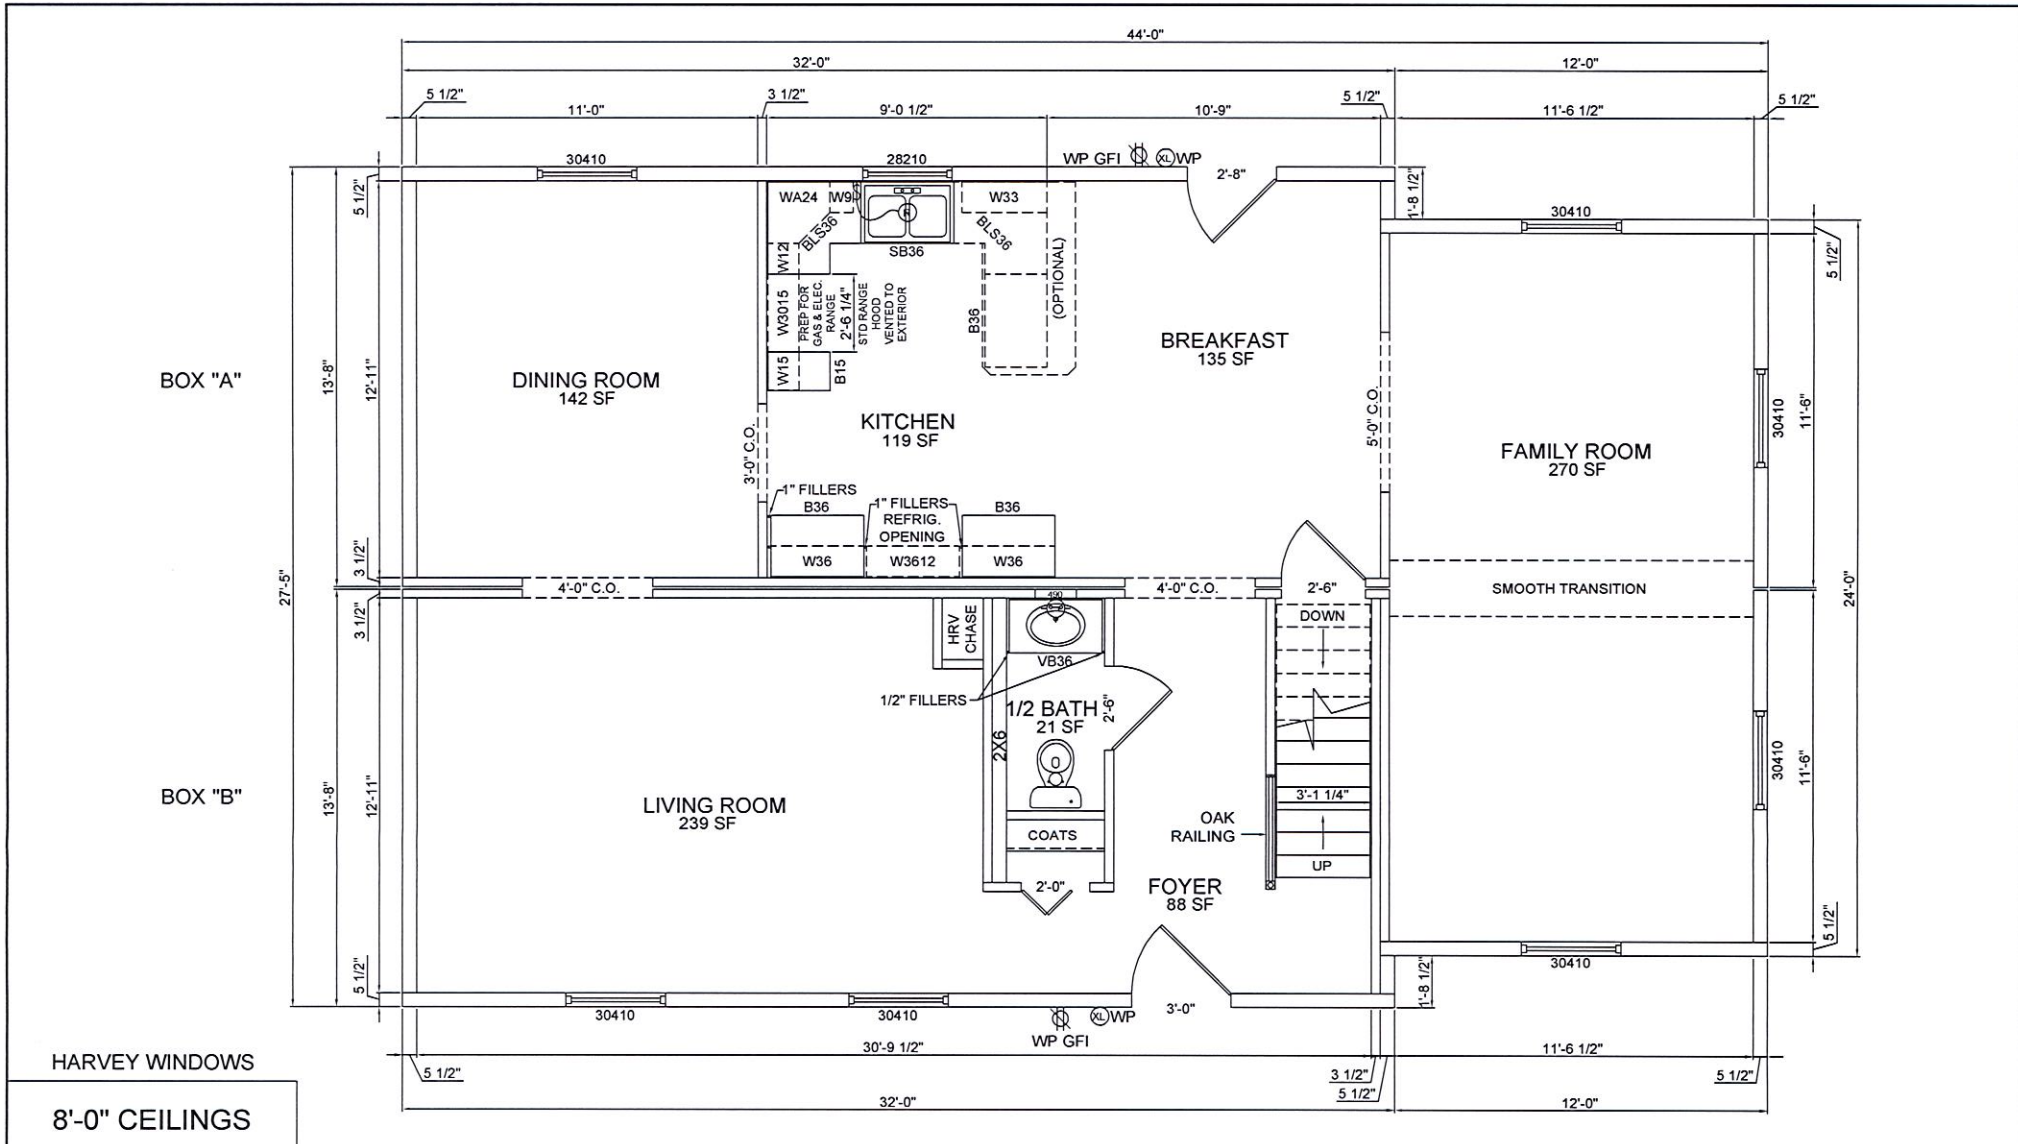 44'-0"
32'-0"
12'-0"
5 1/2"
11'-0"
3 1/2"
9'-0 1/2"
10'-9"
5 1/2"
11'-6 1/2"
5 1/2"
30410
28210
WP GFI
XL
WP
2'-8"
1'-8 1/2"
30410
5 1/2"
5 1/2"
WA24
W9
W33
BLS36
BLS36
SB36
W12
W3015
PREP FOR
GAS & ELEC.
RANGE
2'-6 1/4"
STD RANGE
HOOD
VENTED TO
EXTERIOR
B36
(OPTIONAL)
W15
B15
BREAKFAST
135 SF
BOX "A"
13'-8"
12'-11"
DINING ROOM
142 SF
KITCHEN
119 SF
3'-0" C.O.
5'-0" C.O.
FAMILY ROOM
270 SF
30410
11'-6"
1" FILLERS
B36
1" FILLERS
REFRIG.
OPENING
B36
W36
W3612
W36
3 1/2"
27'-5"
4'-0" C.O.
490
4'-0" C.O.
2'-6"
SMOOTH TRANSITION
24'-0"
3 1/2"
HRV
CHASE
DOWN
VB36
1/2" FILLERS
1/2 BATH
21 SF
2'-6"
2X6
30410
11'-6"
BOX "B"
13'-8"
12'-11"
LIVING ROOM
239 SF
3'-1 1/4"
OAK
RAILING
COATS
UP
2'-0"
FOYER
88 SF
5 1/2"
5 1/2"
30410
1'-8 1/2"
30410
30410
XL
WP
3'-0"
WP GFI
30'-9 1/2"
11'-6 1/2"
HARVEY WINDOWS
5 1/2"
3 1/2"
5 1/2"
5 1/2"
32'-0"
12'-0"
8'-0" CEILINGS